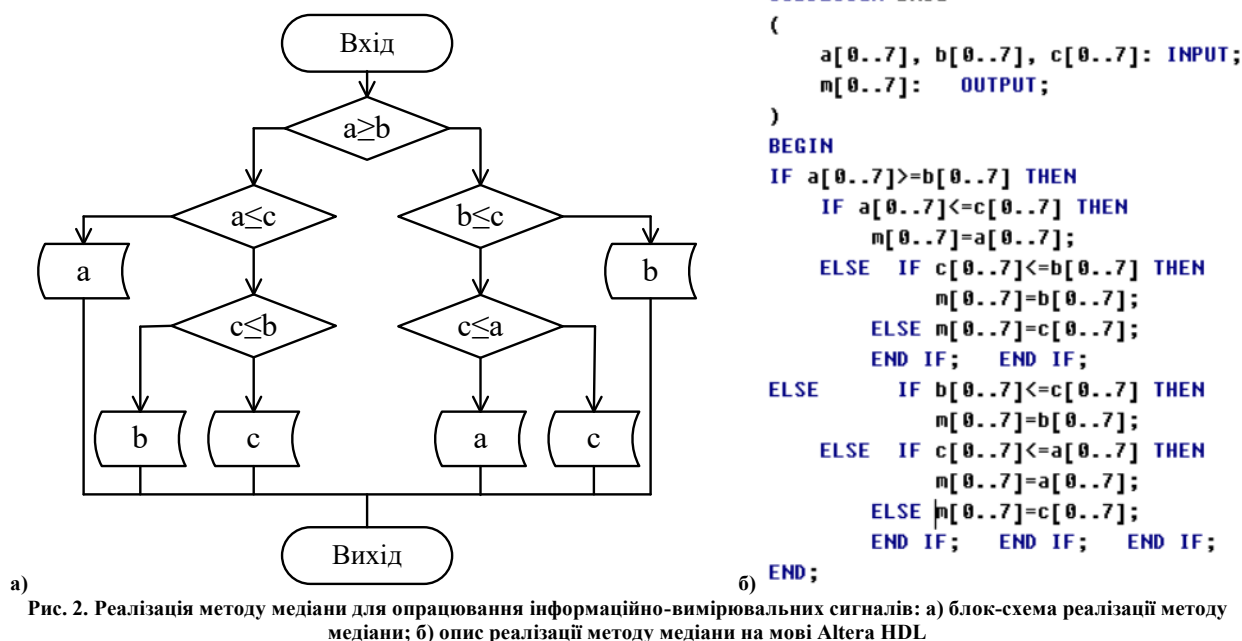 Вхід
a≥b
a≤c
b≤c
a
b
c≤b
c≤a
b
c
a
c
Вихід
а)
(
a[0..7], b[0..7], c[0..7]: INPUT;
m[0..7]: OUTPUT;
)
BEGIN
IF a[0..7]>=b[0..7] THEN
IF a[0..7]<=c[0..7] THEN
m[0..7]=a[0..7];
ELSE IF c[0..7]<=b[0..7] THEN
m[0..7]=b[0..7];
ELSE m[0..7]=c[0..7];
END IF; END IF;
ELSE IF b[0..7]<=c[0..7] THEN
m[0..7]=b[0..7];
ELSE IF c[0..7]<=a[0..7] THEN
m[0..7]=a[0..7];
ELSE m[0..7]=c[0..7];
END IF; END IF; END IF;
END;
б)
Рис. 2. Реалізація методу медіани для опрацювання інформаційно-вимірювальних сигналів: а) блок-схема реалізації методу
медіани; б) опис реалізації методу медіани на мові Altera HDL